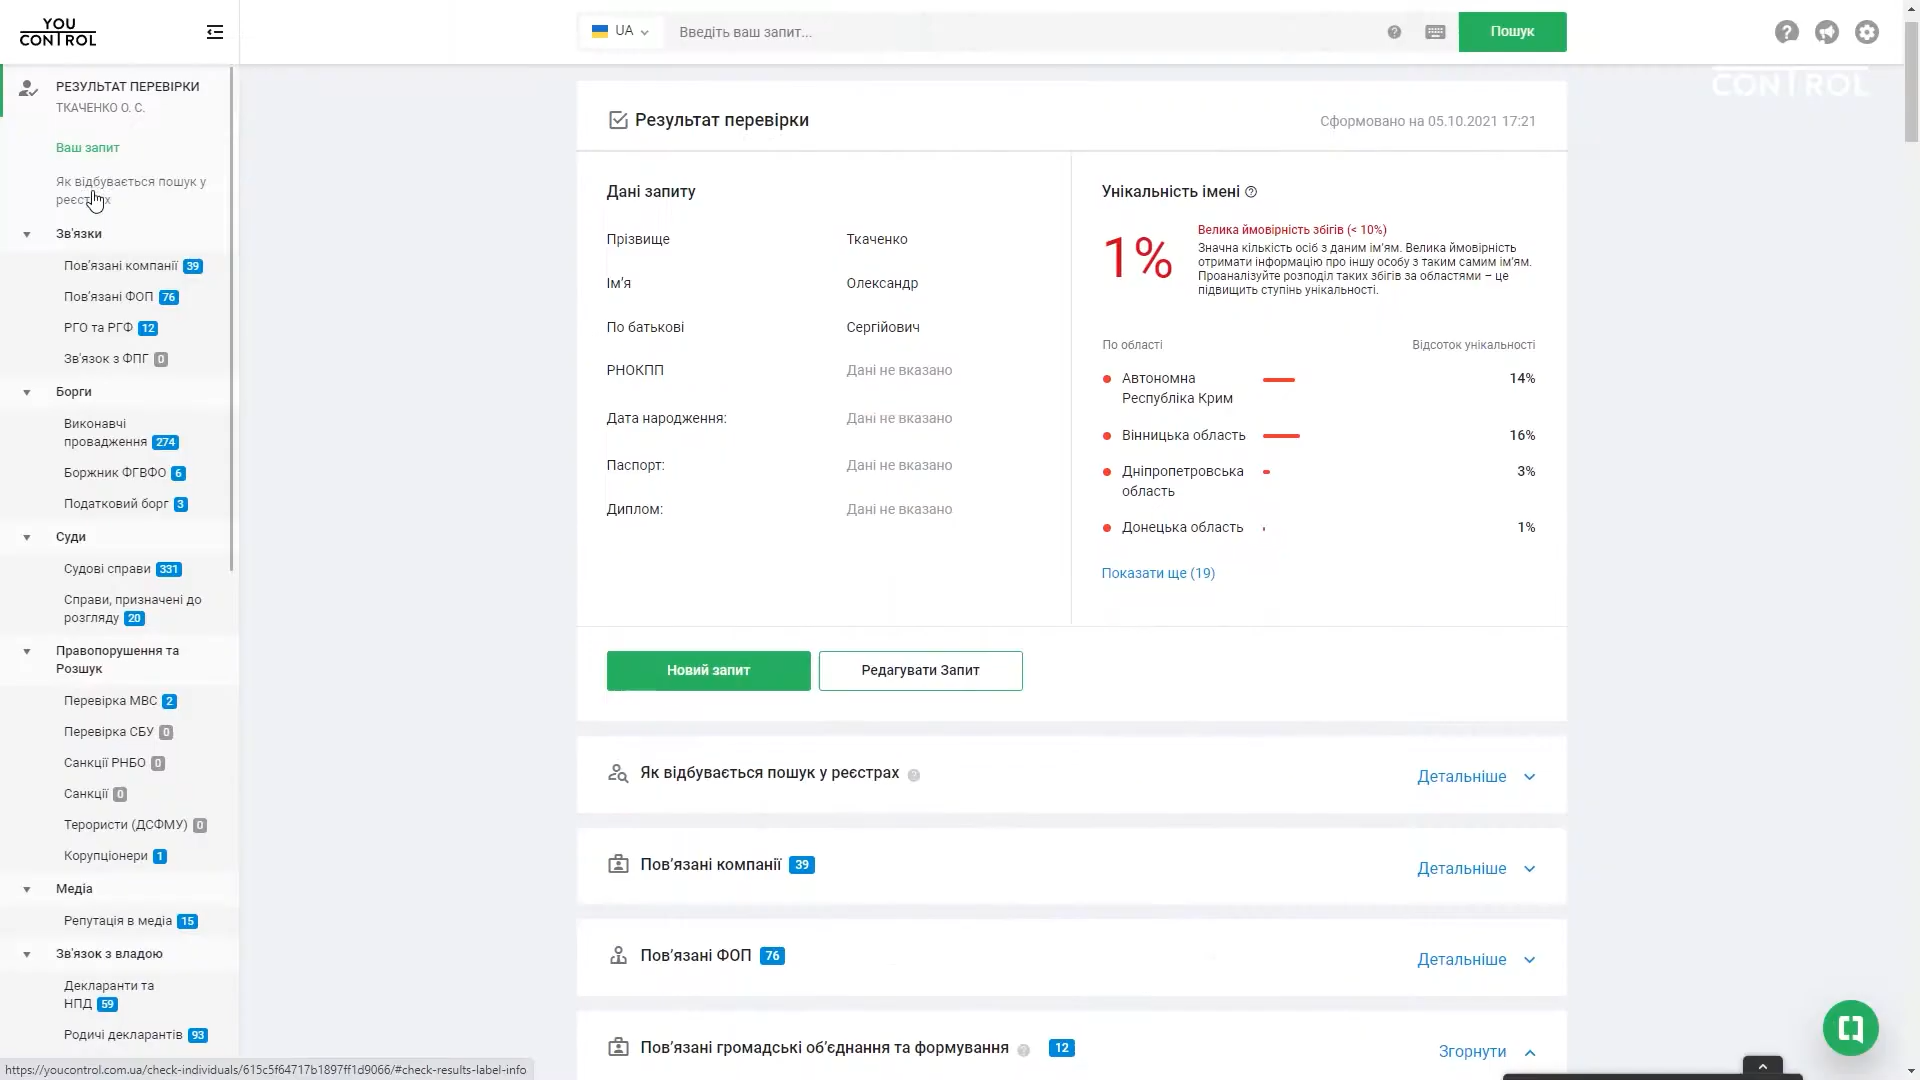 YOU
CONTROL
UA
Введіть ваш запит...
Пошук
CONTROL
РЕЗУЛЬТАТ ПЕРЕВІРКИ
ТКАЧЕНКО О. С.
Ваш запит
Як відбувається пошук у
реєстрах
Зв'язки
Пов'язані компанії 39
Пов'язані ФОП 76
РГО та РГФ 12
Зв'язок з ФПГ 0
Борги
Виконавчі
провадження 274
Боржник ФГВФО 6
Податковий борг 3
Суди
Судові справи 331
Справи, призначені до
розгляду 20
Правопорушення та
Розшук
Перевірка МВС 2
Перевірка СБУ 0
Санкції РНБО 0
Санкції 0
Терористи (ДСФМУ) 0
Корупціонери 1
Медіа
Репутація в медіа 15
Зв'язок з владою
Декларанти та
НПД 59
Родичі декларантів 93
Результат перевірки
Сформовано на 05.10.2021 17:21
Дані запиту
Прізвище Ткаченко
Ім'я Олександр
По батькові Сергійович
РНОКПП Дані не вказано
Дата народження: Дані не вказано
Паспорт: Дані не вказано
Диплом: Дані не вказано
Унікальність імені
1%
Велика ймовірність збігів (< 10%)
Значна кількість осіб з даним ім'ям. Велика ймовірність
отримати інформацію про іншу особу з таким самим ім'ям.
Проаналізуйте розподіл таких збігів за областями – це
підвищить ступінь унікальності.
По області Відсоток унікальності
Автономна
Республіка Крим 14%
Вінницька область 16%
Дніпропетровська
область 3%
Донецька область 1%
Показати ще (19)
Новий запит
Редагувати Запит
Як відбувається пошук у реєстрах
Детальніше
Пов'язані компанії 39
Детальніше
Пов'язані ФОП 76
Детальніше
Пов'язані громадські об'єднання та формування 12
Згорнути
https://youcontrol.com.ua/check-individuals/615c5f64717b1897ff1d9066/#check-results-label-info